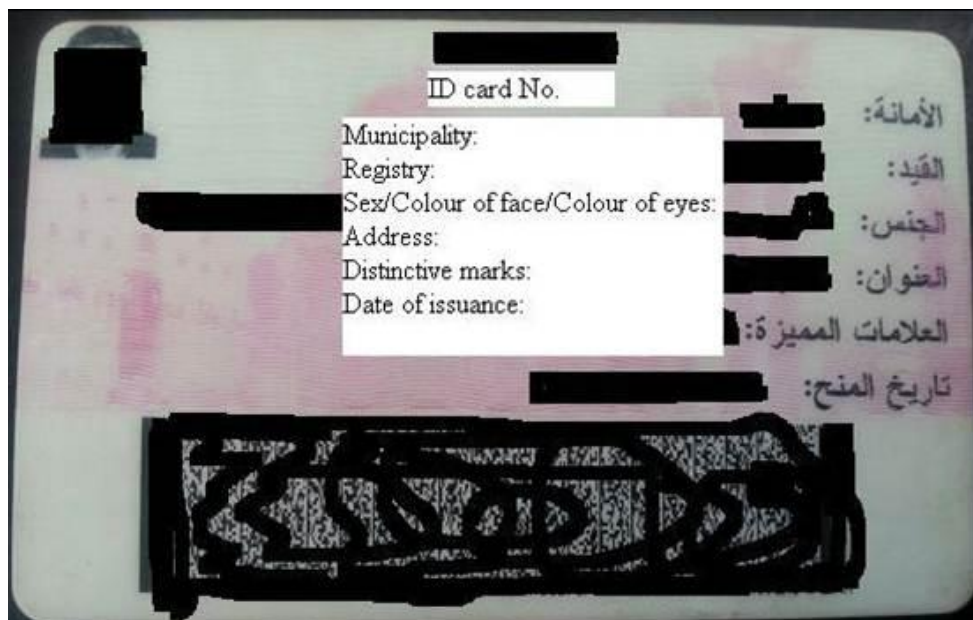 ID card No.
Municipality:
Registry:
Sex/Colour of face/Colour of eyes:
Address:
Distinctive marks:
Date of issuance:
الأمانة:
القيد:
الجنس:
العنوان:
العلامات المميزة:
تاريخ المنح: